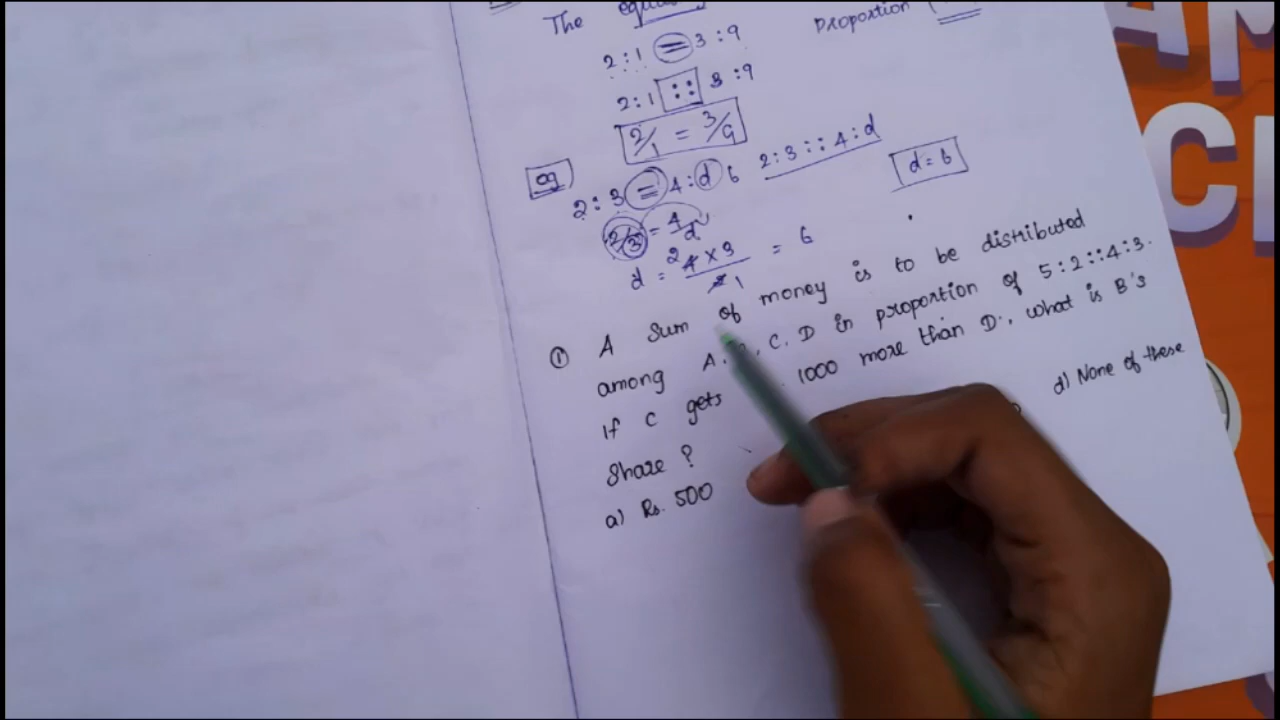 The
Proportion
2 : 1 = 3 : 9
2 : 1 :: 3 : 9
2/1 = 3/9
eg
2 : 3 = 4 : d 6 2 : 3 : : 4 : d d = 6
2/3 = 4/d
d = 2 4 × 3 / 2 1 = 6
① A Sum of money is to be distributed
among A, B, C, D in proportion of 5 : 2 :: 4 : 3.
If C gets 1000 more than D., what is B's
Share ?
a) Rs. 500 d) None of these